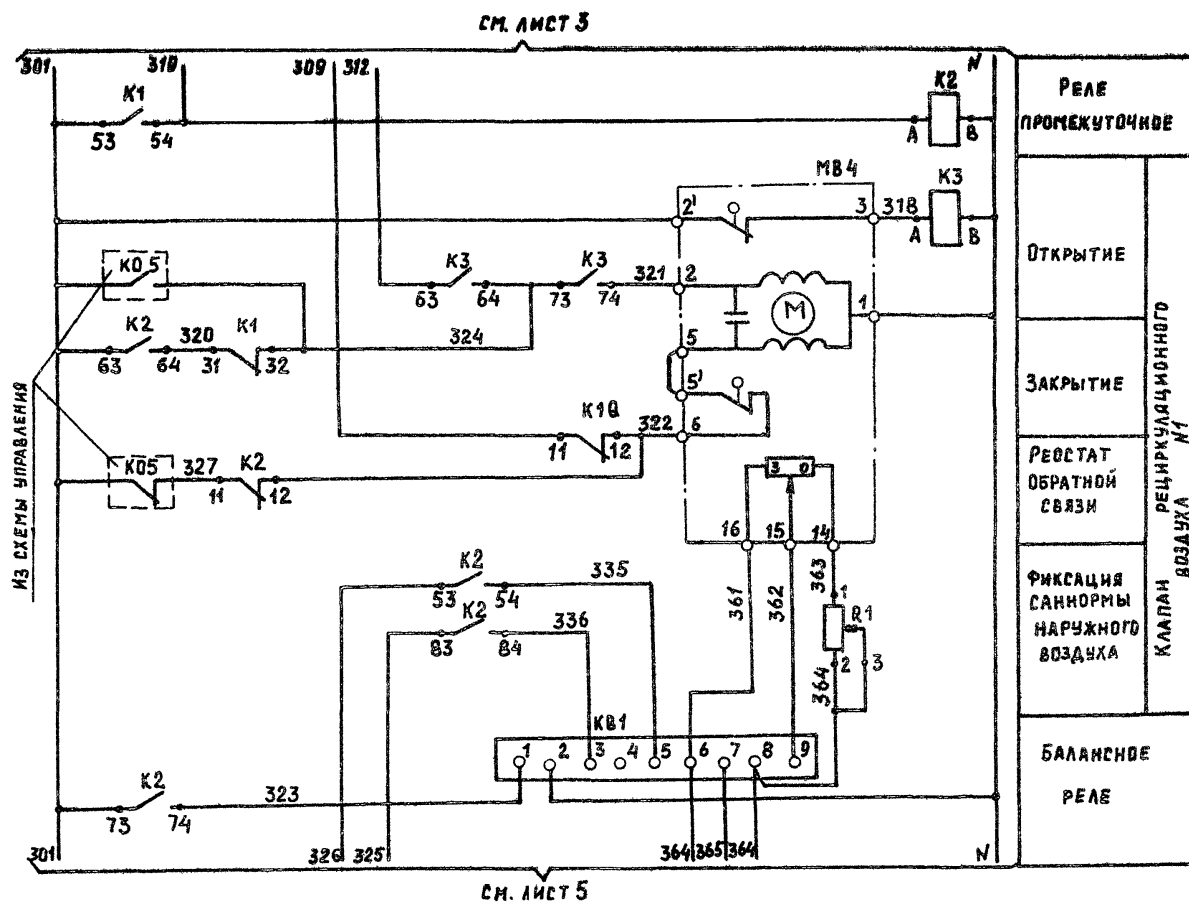 см. лист 3
301 310 309 312 N
К1
53 54
К2
А В
Реле
промежуточное
МВ4
2' 3 318
К3
А В
Открытие
К05
К3
63 64
К3
73 74
321 2
М
1
К2
63 64
320
К1
31 32
324
5
5'
Закрытие
Из схемы управления
К10
11 12
322 6
К05
327
К2
11 12
3 0
16 15 14
Реостат
обратной
связи
К2
53 54
335
К2
83 84
336
361 362 363
1
R1
2 3
364
Фиксация
саннормы
наружного
воздуха
Клапан рециркуляционного
воздуха N1
КВ1
1 2 3 4 5 6 7 8 9
К2
73 74
323
Балансное
реле
301 326 325 364 365 364 N
см. лист 5